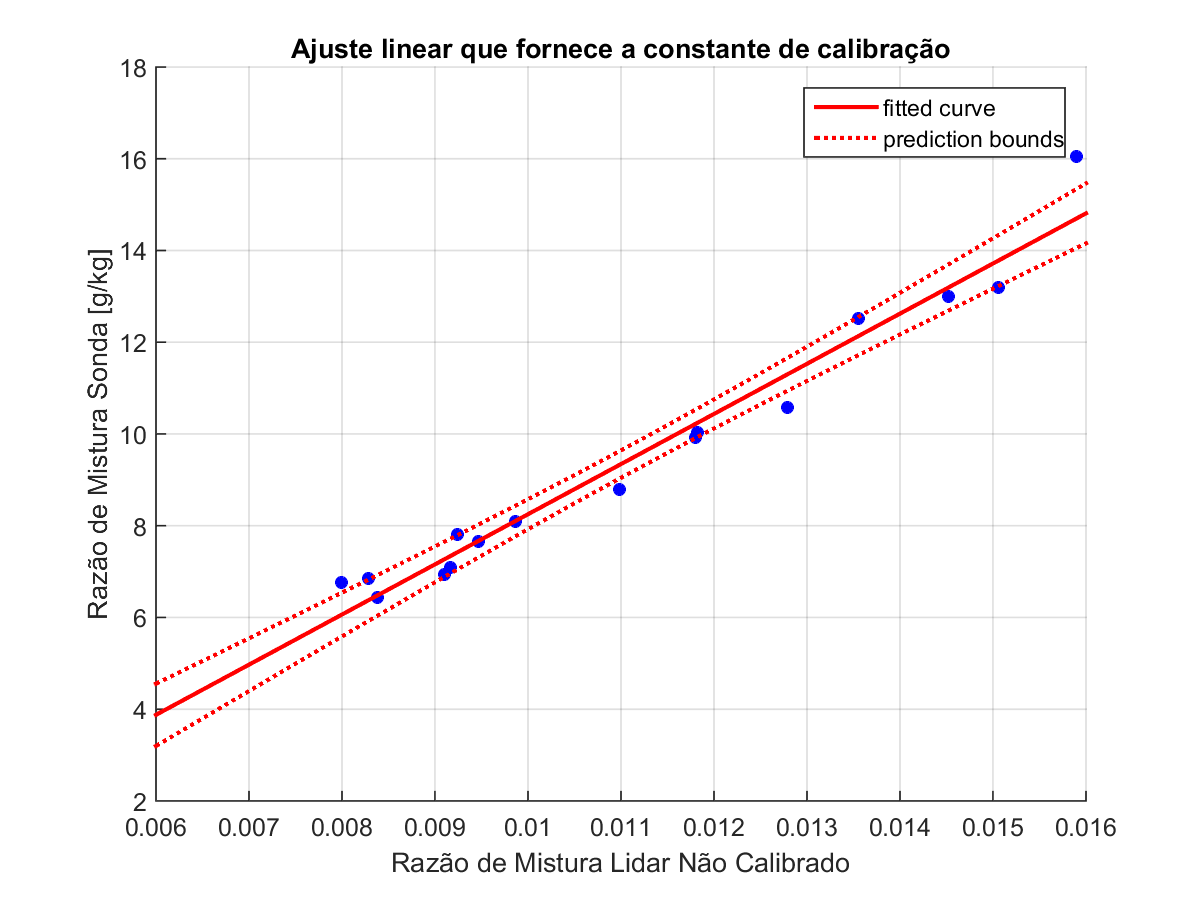 Ajuste linear que fornece a constante de calibração
fitted curve
prediction bounds
18
16
14
12
10
8
6
4
2
Razão de Mistura Sonda [g/kg]
0.006 0.007 0.008 0.009 0.01 0.011 0.012 0.013 0.014 0.015 0.016
Razão de Mistura Lidar Não Calibrado